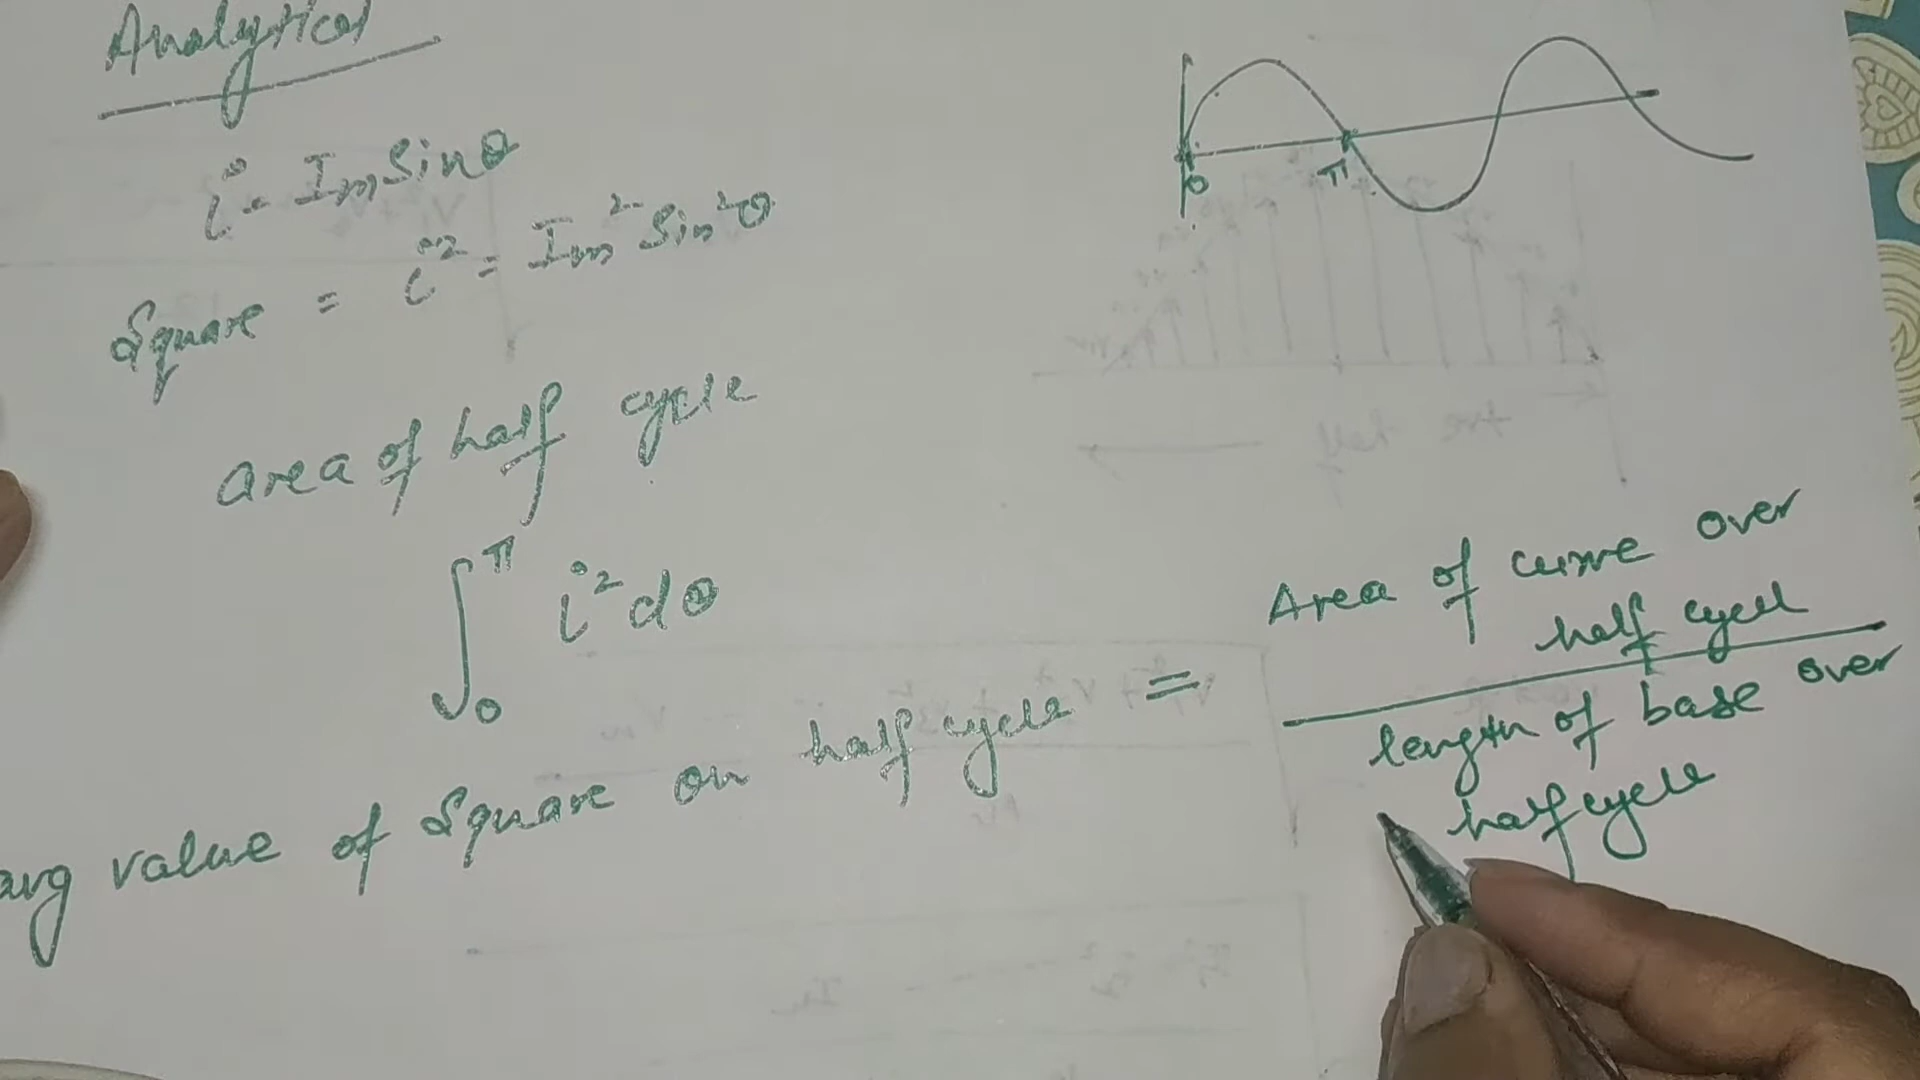 Analytical
i = Im Sinθ
Square = i² = Im² Sin²θ
0
π
area of half cycle
∫₀^π i² dθ
avg value of Square on half cycle =
Area of curve over
half cycle
length of base over
half cycle